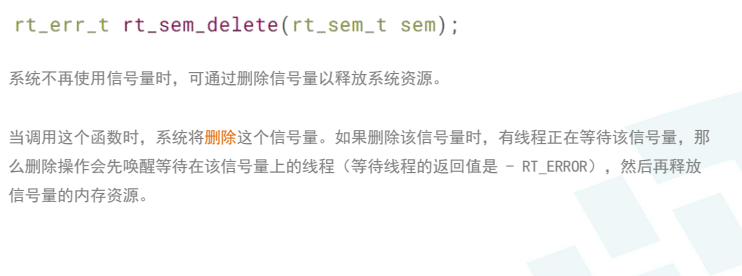 rt_err_t rt_sem_delete(rt_sem_t sem);
系统不再使用信号量时，可通过删除信号量以释放系统资源。
当调用这个函数时，系统将删除这个信号量。如果删除该信号量时，有线程正在等待该信号量，那
么删除操作会先唤醒等待在该信号量上的线程（等待线程的返回值是 - RT_ERROR），然后再释放
信号量的内存资源。